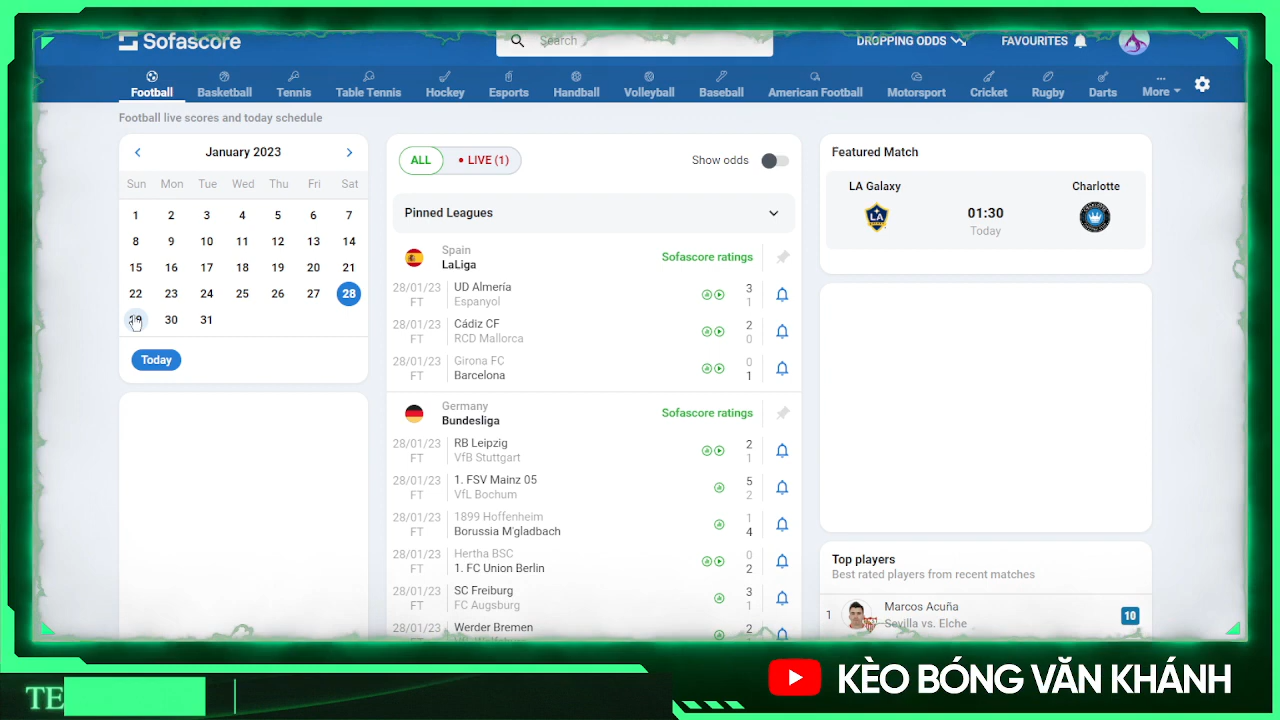 Sofascore
Search
DROPPING ODDS
FAVOURITES
Football
Basketball
Tennis
Table Tennis
Hockey
Esports
Handball
Volleyball
Baseball
American Football
Motorsport
Cricket
Rugby
Darts
More
Football live scores and today schedule
January 2023
Sun Mon Tue Wed Thu Fri Sat
1 2 3 4 5 6 7
8 9 10 11 12 13 14
15 16 17 18 19 20 21
22 23 24 25 26 27 28
29 30 31
Today
ALL
LIVE (1)
Show odds
Pinned Leagues
Spain
LaLiga
Sofascore ratings
28/01/23 UD Almería 3
FT Espanyol 1
28/01/23 Cádiz CF 2
FT RCD Mallorca 0
28/01/23 Girona FC 0
FT Barcelona 1
Germany
Bundesliga
Sofascore ratings
28/01/23 RB Leipzig 2
FT VfB Stuttgart 1
28/01/23 1. FSV Mainz 05 5
FT VfL Bochum 2
28/01/23 1899 Hoffenheim 1
FT Borussia M'gladbach 4
28/01/23 Hertha BSC 0
FT 1. FC Union Berlin 2
28/01/23 SC Freiburg 3
FT FC Augsburg 1
28/01/23 Werder Bremen 2
Featured Match
LA Galaxy
Charlotte
01:30
Today
Top players
Best rated players from recent matches
1 Marcos Acuña 10
Sevilla vs. Elche
TE
KÈO BÓNG VĂN KHÁNH